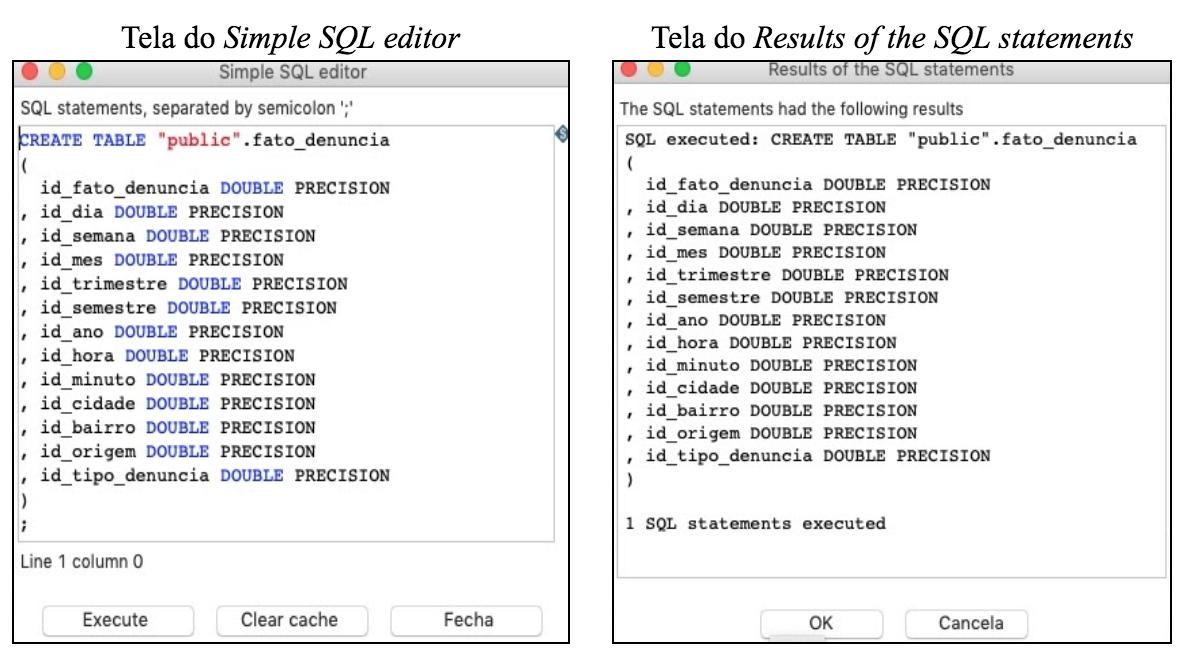 Tela do Simple SQL editor
Simple SQL editor
SQL statements, separated by semicolon ';'
CREATE TABLE "public".fato_denuncia
(
  id_fato_denuncia DOUBLE PRECISION
, id_dia DOUBLE PRECISION
, id_semana DOUBLE PRECISION
, id_mes DOUBLE PRECISION
, id_trimestre DOUBLE PRECISION
, id_semestre DOUBLE PRECISION
, id_ano DOUBLE PRECISION
, id_hora DOUBLE PRECISION
, id_minuto DOUBLE PRECISION
, id_cidade DOUBLE PRECISION
, id_bairro DOUBLE PRECISION
, id_origem DOUBLE PRECISION
, id_tipo_denuncia DOUBLE PRECISION
)
;
Line 1 column 0
Execute
Clear cache
Fecha
Tela do Results of the SQL statements
Results of the SQL statements
The SQL statements had the following results
SQL executed: CREATE TABLE "public".fato_denuncia
(
  id_fato_denuncia DOUBLE PRECISION
, id_dia DOUBLE PRECISION
, id_semana DOUBLE PRECISION
, id_mes DOUBLE PRECISION
, id_trimestre DOUBLE PRECISION
, id_semestre DOUBLE PRECISION
, id_ano DOUBLE PRECISION
, id_hora DOUBLE PRECISION
, id_minuto DOUBLE PRECISION
, id_cidade DOUBLE PRECISION
, id_bairro DOUBLE PRECISION
, id_origem DOUBLE PRECISION
, id_tipo_denuncia DOUBLE PRECISION
)
1 SQL statements executed
OK
Cancela